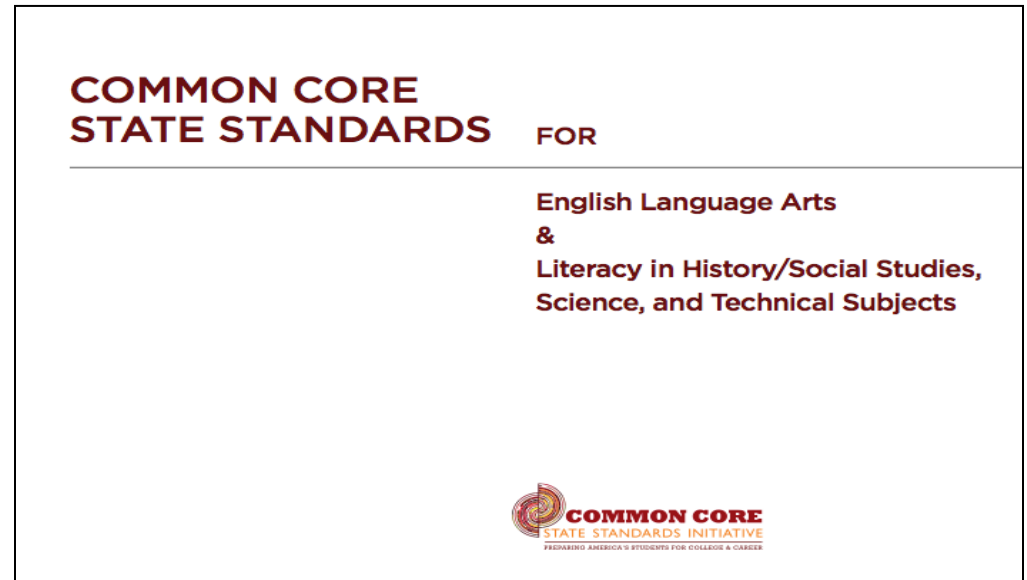 COMMON CORE
STATE STANDARDS FOR
English Language Arts
&
Literacy in History/Social Studies,
Science, and Technical Subjects
COMMON CORE
STATE STANDARDS INITIATIVE
PREPARING AMERICA'S STUDENTS FOR COLLEGE & CAREER